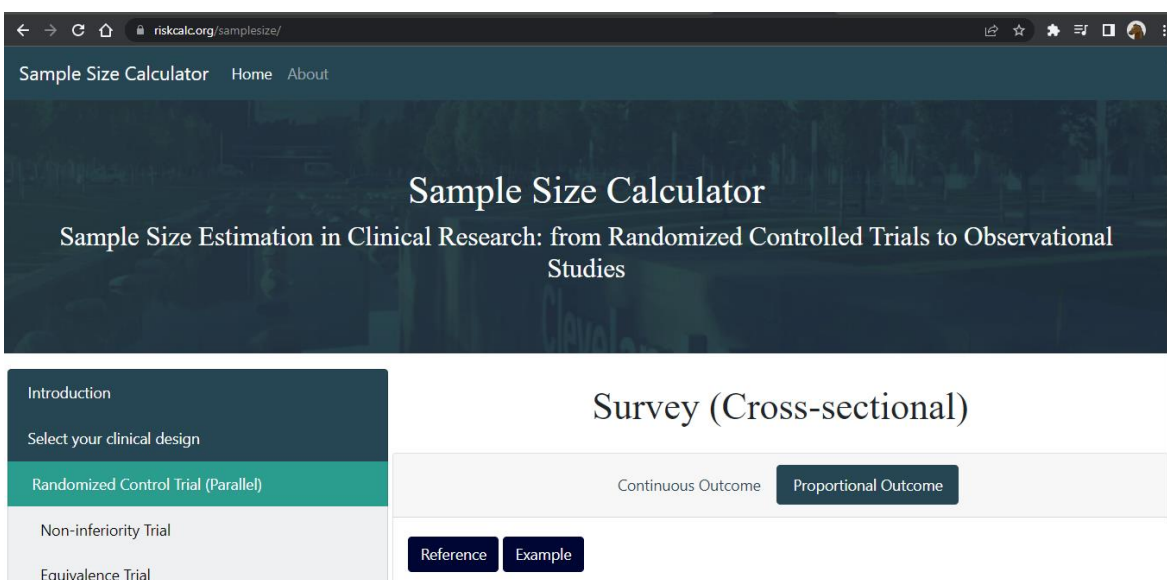 riskcalc.org/samplesize/
Sample Size Calculator Home About
Sample Size Calculator
Sample Size Estimation in Clinical Research: from Randomized Controlled Trials to Observational
Studies
Clevela
Introduction
Select your clinical design
Randomized Control Trial (Parallel)
Non-inferiority Trial
Equivalence Trial
Survey (Cross-sectional)
Continuous Outcome Proportional Outcome
Reference Example